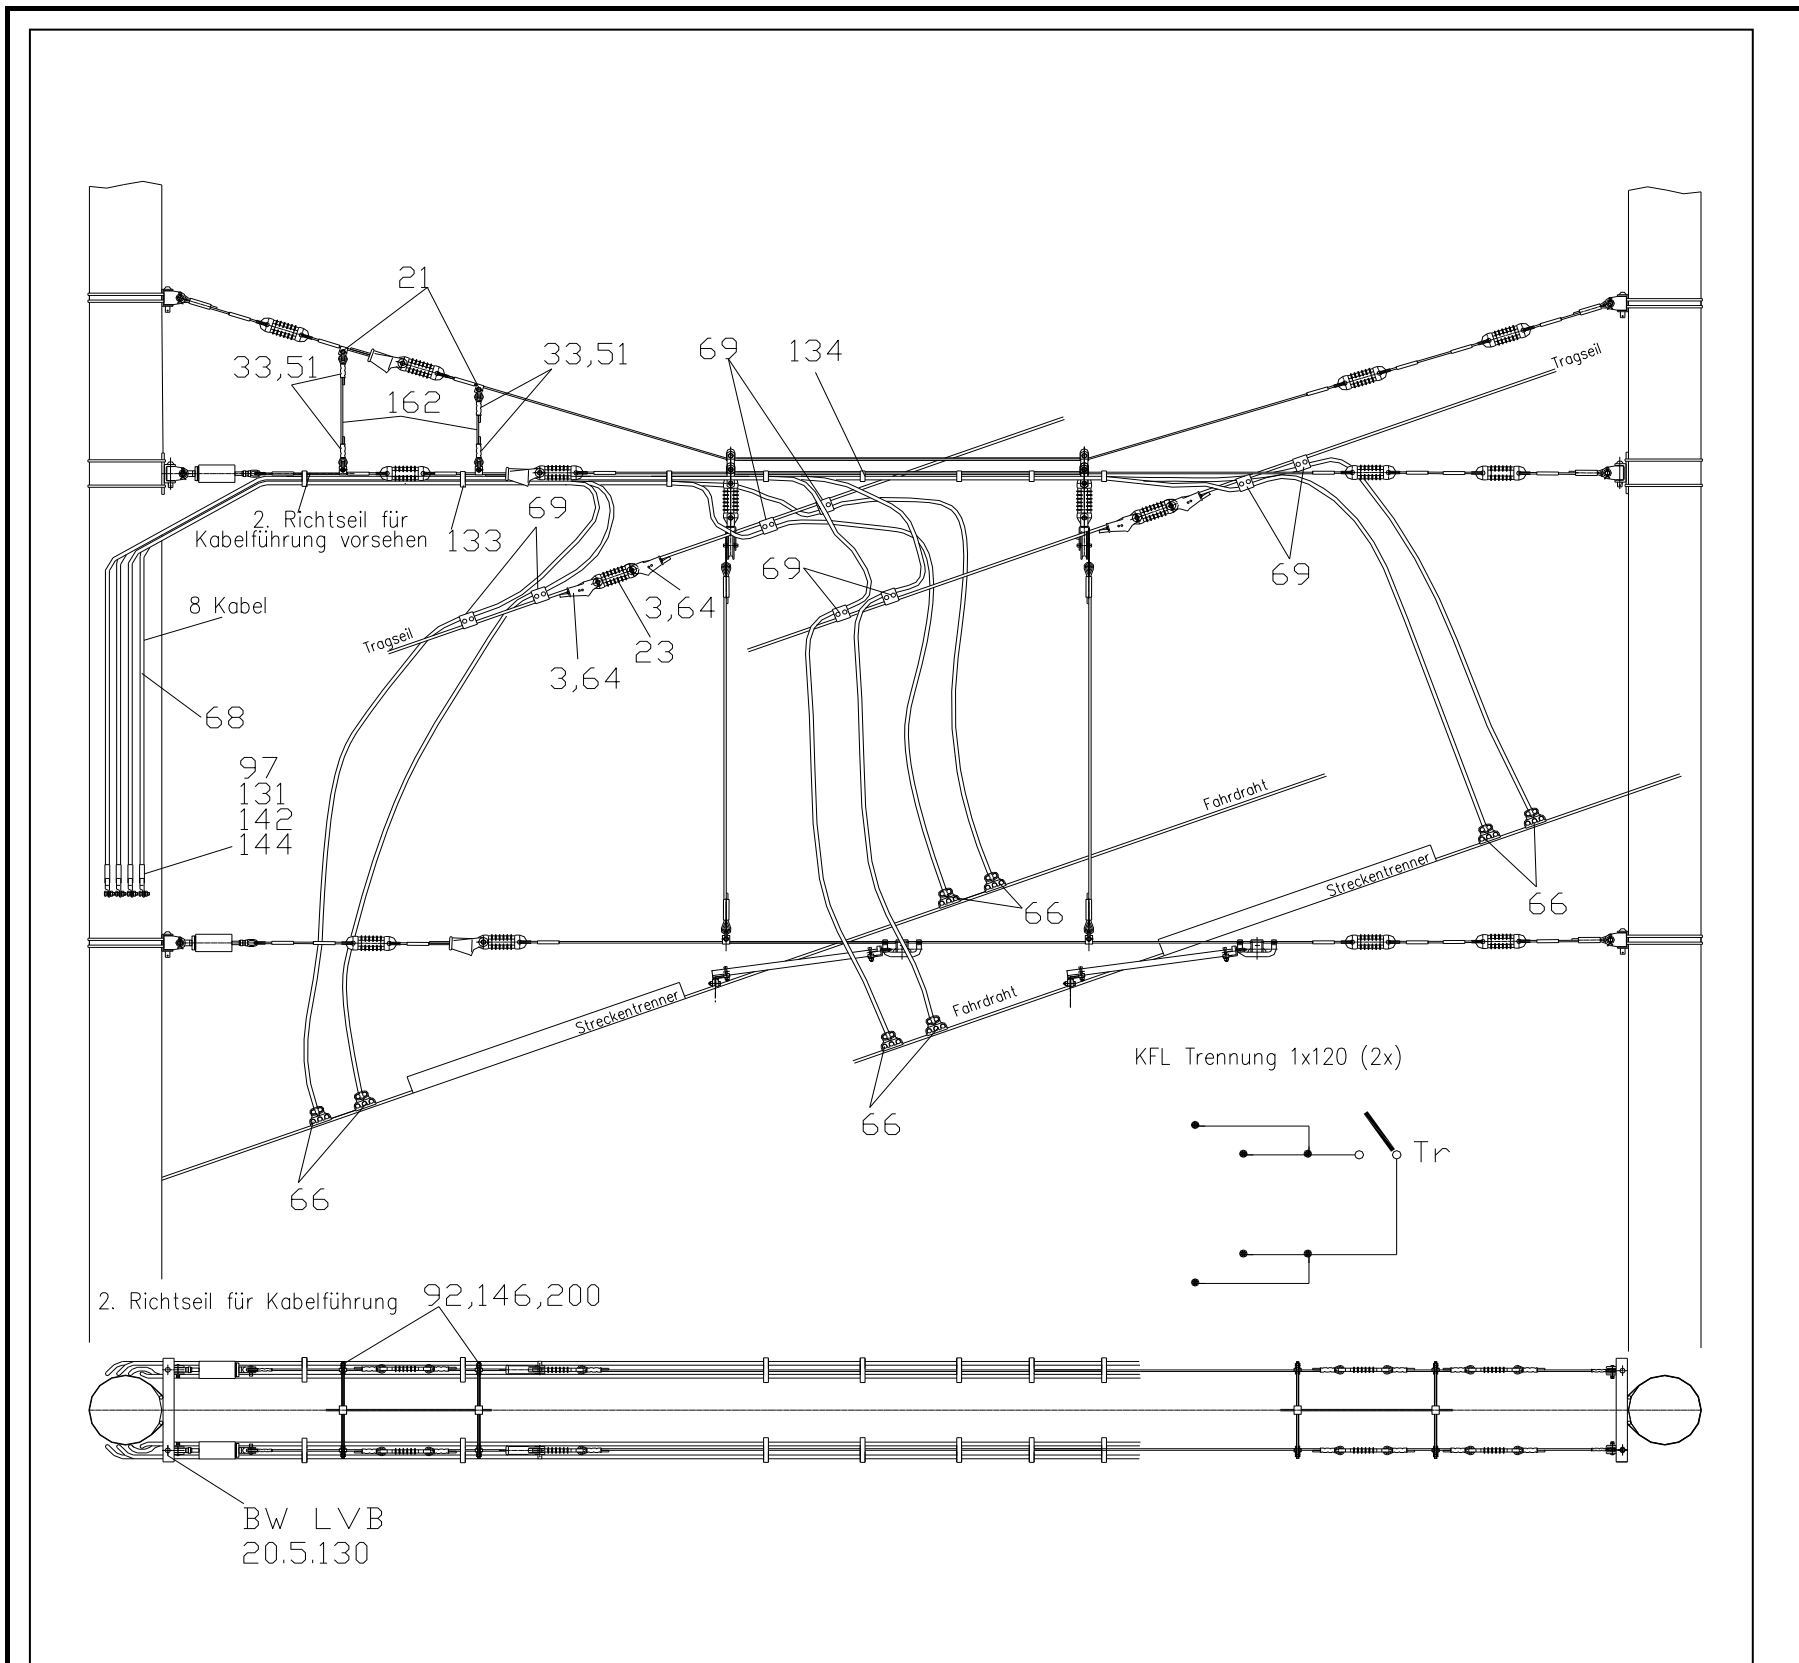 21
33,51
33,51
69
134
Tragseil
162
2. Richtseil für
Kabelführung vorsehen
133
69
69
69
8 Kabel
3,64
Tragseil
23
3,64
68
97
131
142
144
Fahrdraht
Streckentrenner
66
66
Streckentrenner
Fahrdraht
KFL Trennung 1x120 (2x)
66
Tr
66
2. Richtseil für Kabelführung
92,146,200
BW LVB
20.5.130